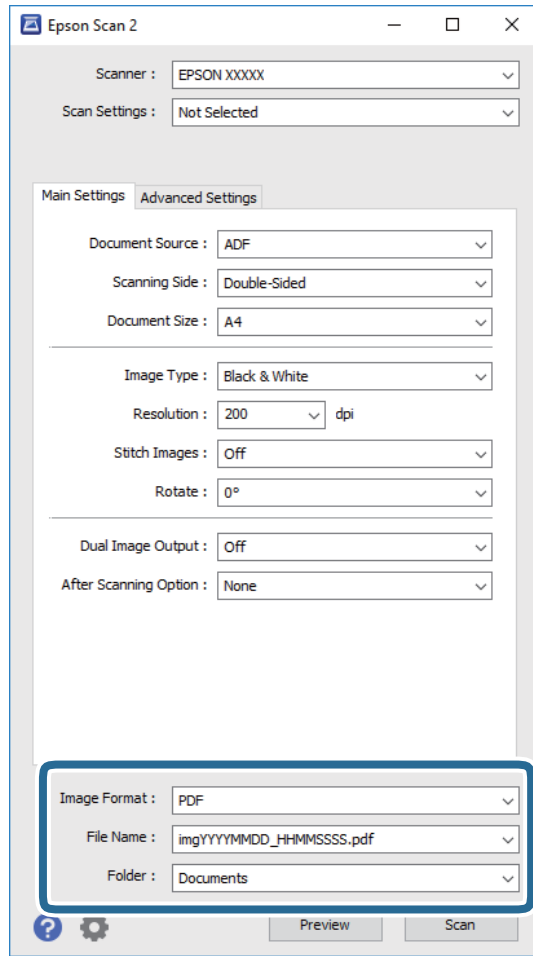 Epson Scan 2
Scanner : EPSON XXXXX
Scan Settings : Not Selected
Main Settings Advanced Settings
Document Source : ADF
Scanning Side : Double-Sided
Document Size : A4
Image Type : Black & White
Resolution : 200 dpi
Stitch Images : Off
Rotate : 0°
Dual Image Output : Off
After Scanning Option : None
Image Format : PDF
File Name : imgYYYYMMDD_HHMMSSSS.pdf
Folder : Documents
? Preview Scan